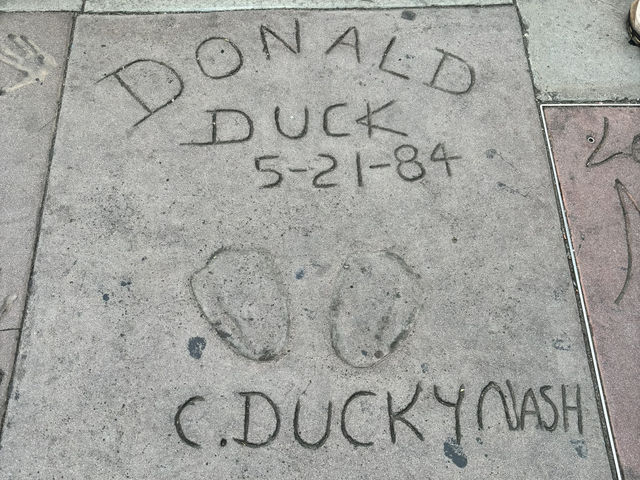 DONALD
DUCK
5-21-84
C. DUCKY NASH